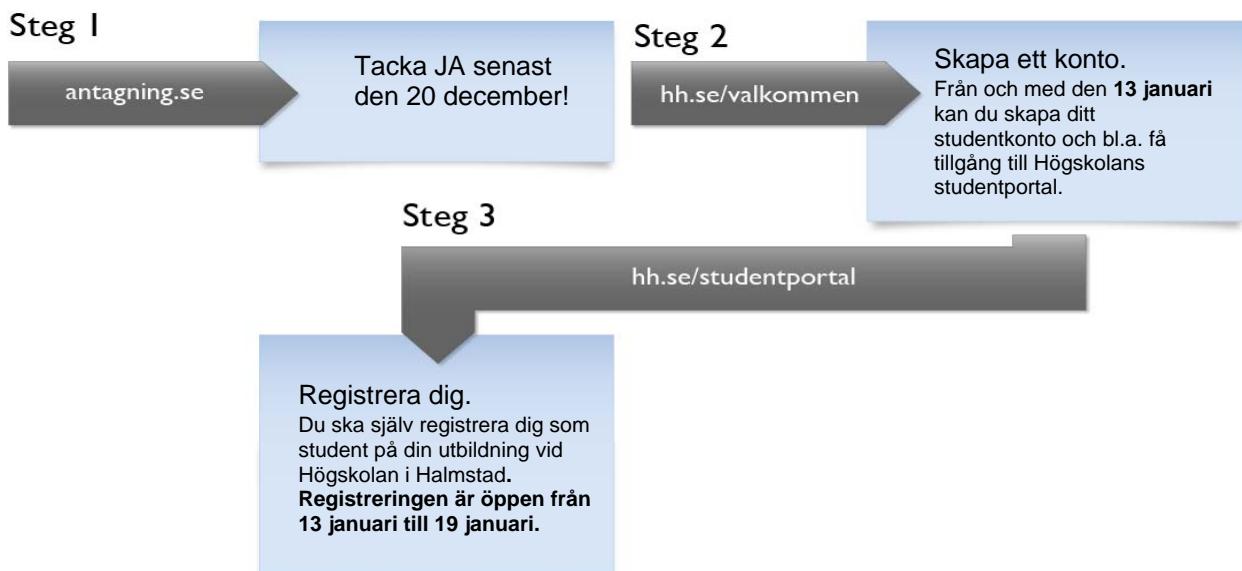 Steg 1
antagning.se
Tacka JA senast
den 20 december!
Steg 2
hh.se/valkommen
Skapa ett konto.
Från och med den 13 januari
kan du skapa ditt
studentkonto och bl.a. få
tillgång till Högskolans
studentportal.
Steg 3
hh.se/studentportal
Registrera dig.
Du ska själv registrera dig som
student på din utbildning vid
Högskolan i Halmstad.
Registreringen är öppen från
13 januari till 19 januari.